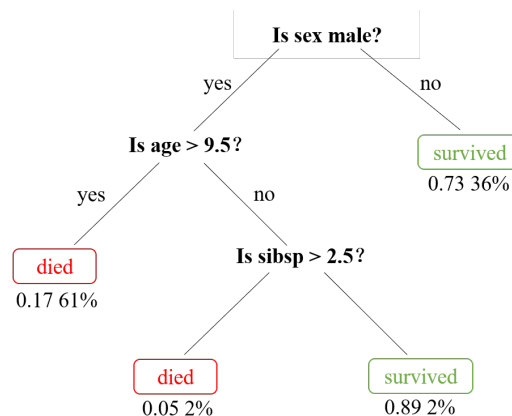 Is sex male?
yes
no
Is age > 9.5?
survived
0.73 36%
yes
no
died
0.17 61%
Is sibsp > 2.5?
died
0.05 2%
survived
0.89 2%